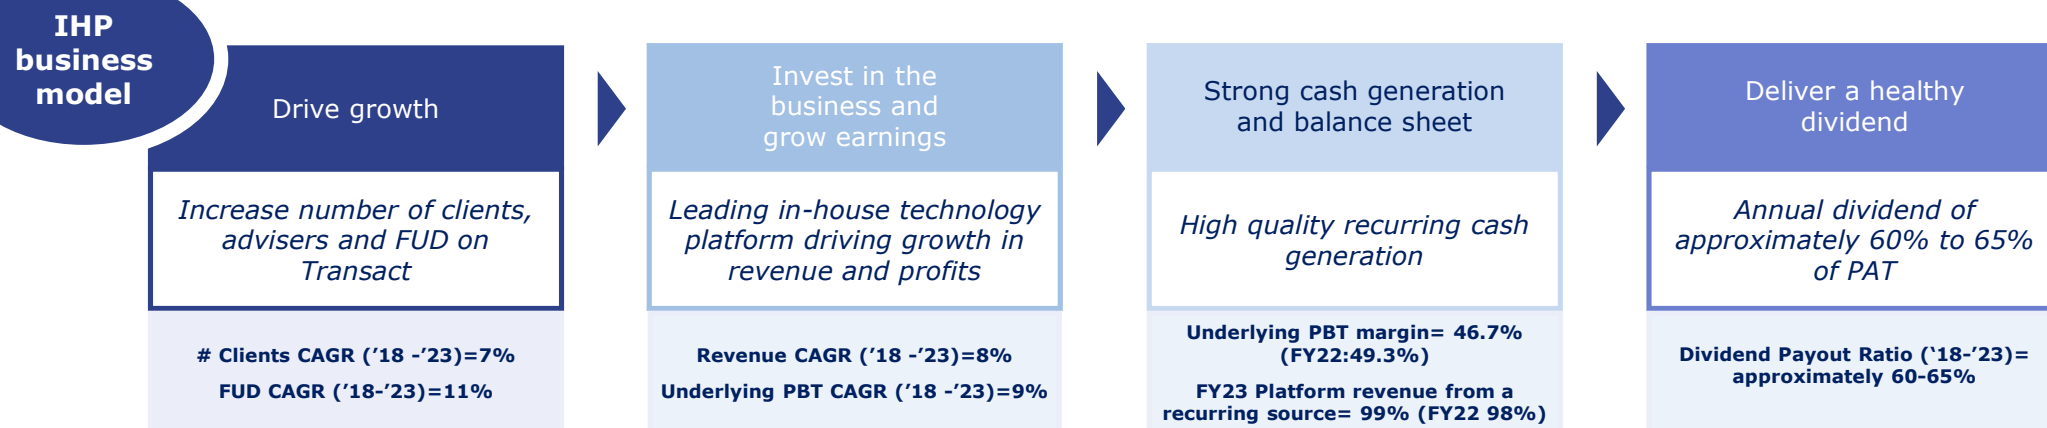 IHP
business
model
Drive growth
Increase number of clients,
advisers and FUD on
Transact
# Clients CAGR (’18 -’23)=7%
FUD CAGR (’18-’23)=11%
Invest in the
business and
grow earnings
Leading in-house technology
platform driving growth in
revenue and profits
Revenue CAGR (’18 -’23)=8%
Underlying PBT CAGR (’18 -’23)=9%
Strong cash generation
and balance sheet
High quality recurring cash
generation
Underlying PBT margin= 46.7%
(FY22:49.3%)
FY23 Platform revenue from a
recurring source= 99% (FY22 98%)
Deliver a healthy
dividend
Annual dividend of
approximately 60% to 65%
of PAT
Dividend Payout Ratio (‘18-’23)=
approximately 60-65%